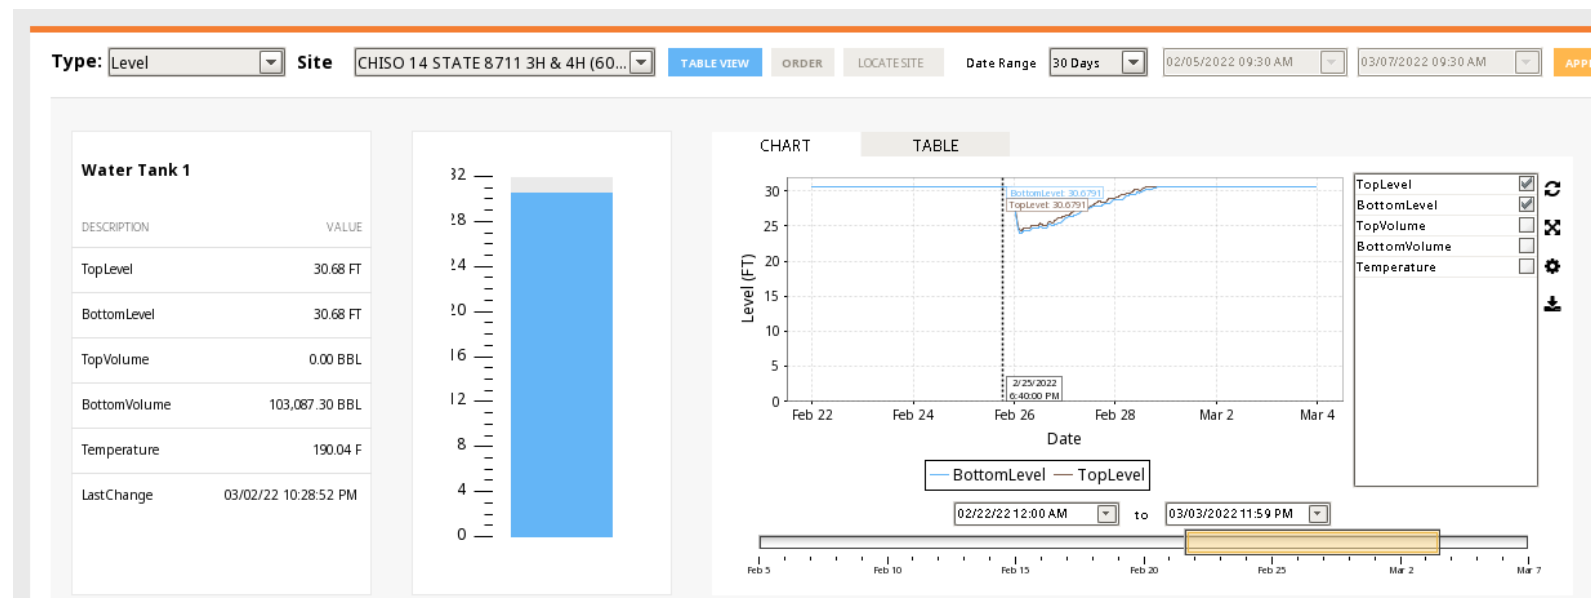 Type: Level Site CHISO 14 STATE 8711 3H & 4H (60... TABLE VIEW ORDER LOCATE SITE Date Range 30 Days 02/05/2022 09:30 AM 03/07/2022 09:30 AM
Water Tank 1
DESCRIPTION VALUE
TopLevel 30.68 FT
BottomLevel 30.68 FT
TopVolume 0.00 BBL
BottomVolume 103,087.30 BBL
Temperature 190.04 F
LastChange 03/02/22 10:28:52 PM
32
28
24
20
16
12
8
4
0
CHART TABLE
30
25
20
15
10
5
0
Level (FT)
BottomLevel: 30.6791
TopLevel: 30.6791
2/25/2022
6:40:00 PM
Feb 22 Feb 24 Feb 26 Feb 28 Mar 2 Mar 4
Date
BottomLevel TopLevel
TopLevel
BottomLevel
TopVolume
BottomVolume
Temperature
02/22/22 12:00 AM to 03/03/2022 11:59 PM
Feb 5 Feb 10 Feb 15 Feb 20 Feb 25 Mar 2 Mar 7